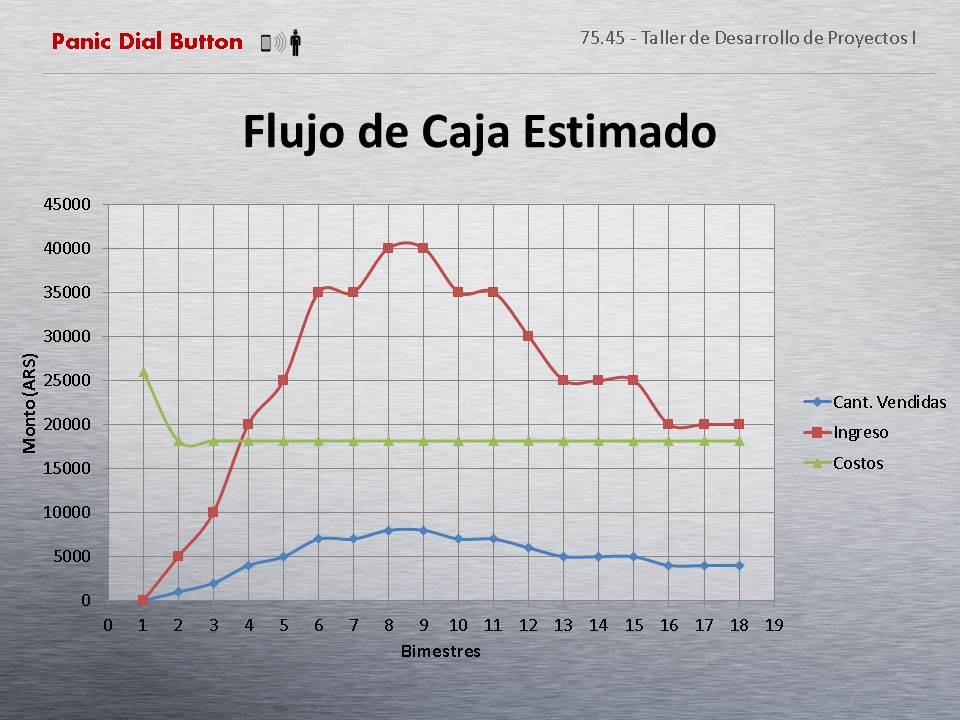 Panic Dial Button
75.45 - Taller de Desarrollo de Proyectos I
Flujo de Caja Estimado
45000
40000
35000
30000
25000
20000
15000
10000
5000
0
Monto (ARS)
0 1 2 3 4 5 6 7 8 9 10 11 12 13 14 15 16 17 18 19
Bimestres
Cant. Vendidas
Ingreso
Costos